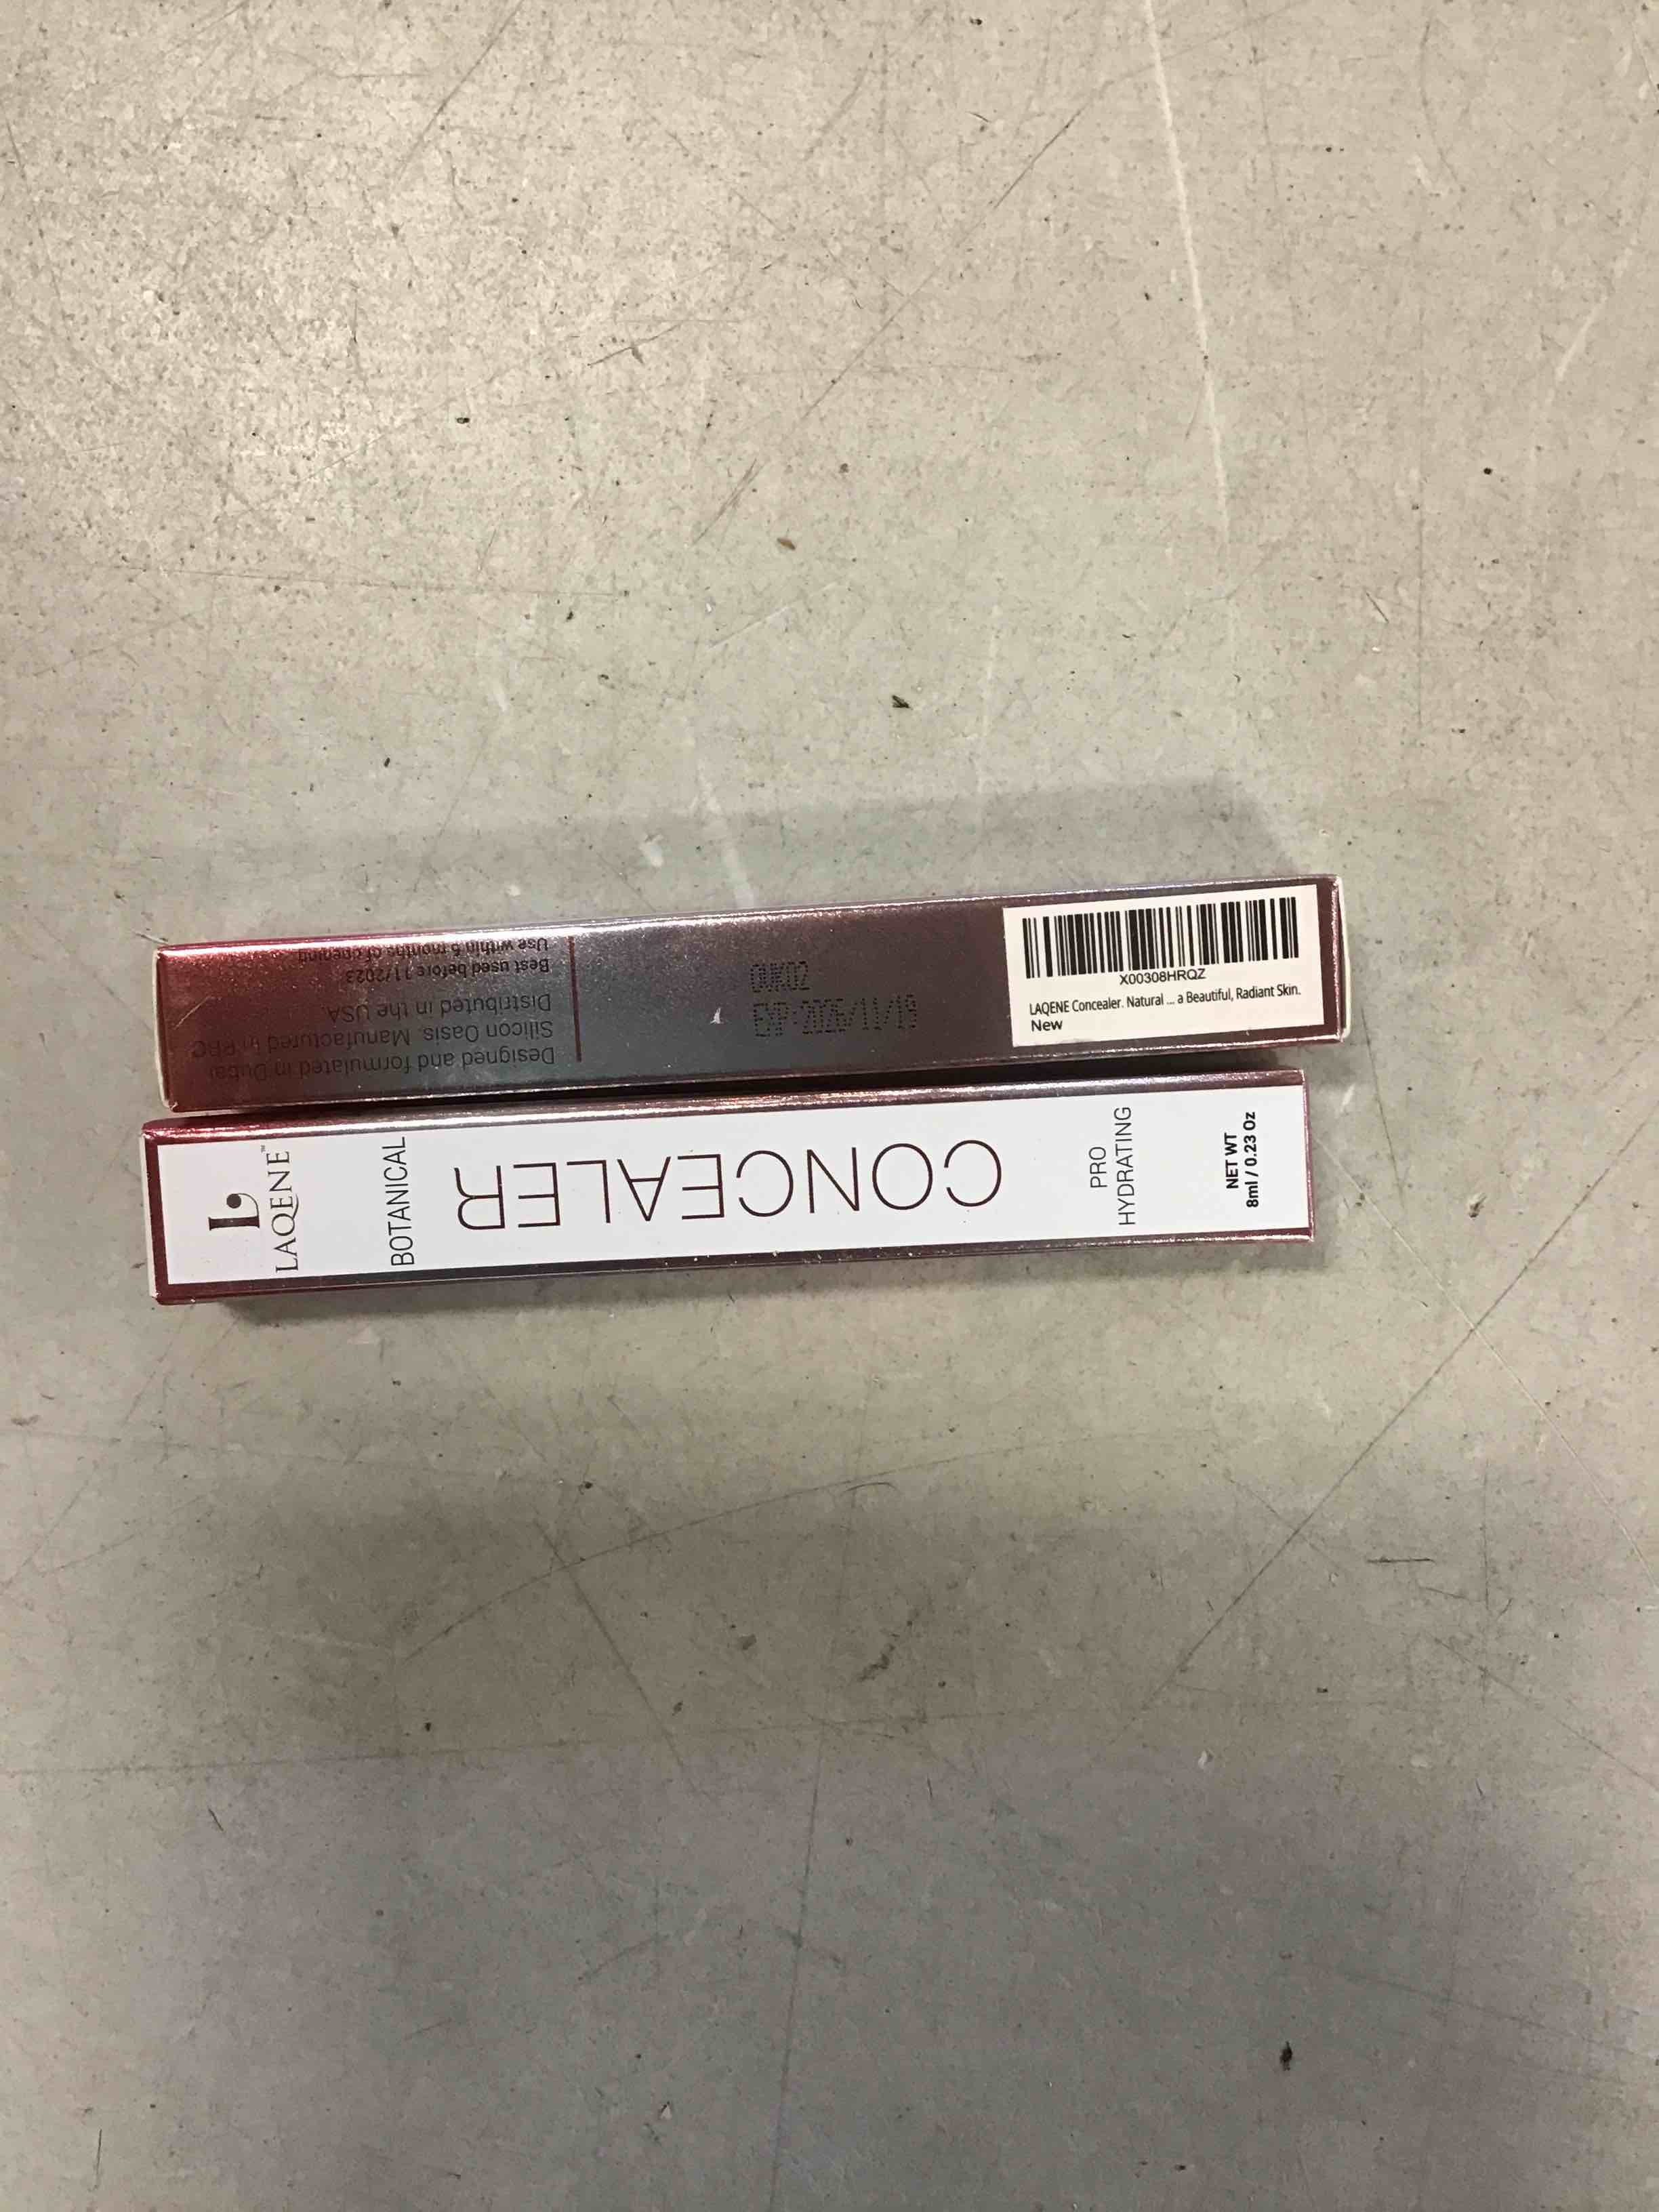 Designed and formulated in Dubai
Silicon Oasis. Manufactured in PRC
Distributed in the USA.
Best used before 11/2023
Use within 6 months of opening
EXP:2025/11/19
X00308HRQZ
LAQENE Concealer. Natural ... a Beautiful, Radiant Skin.
New
L
LAQENE™
BOTANICAL
CONCEALER
PRO
HYDRATING
NET WT
8ml / 0.23 Oz